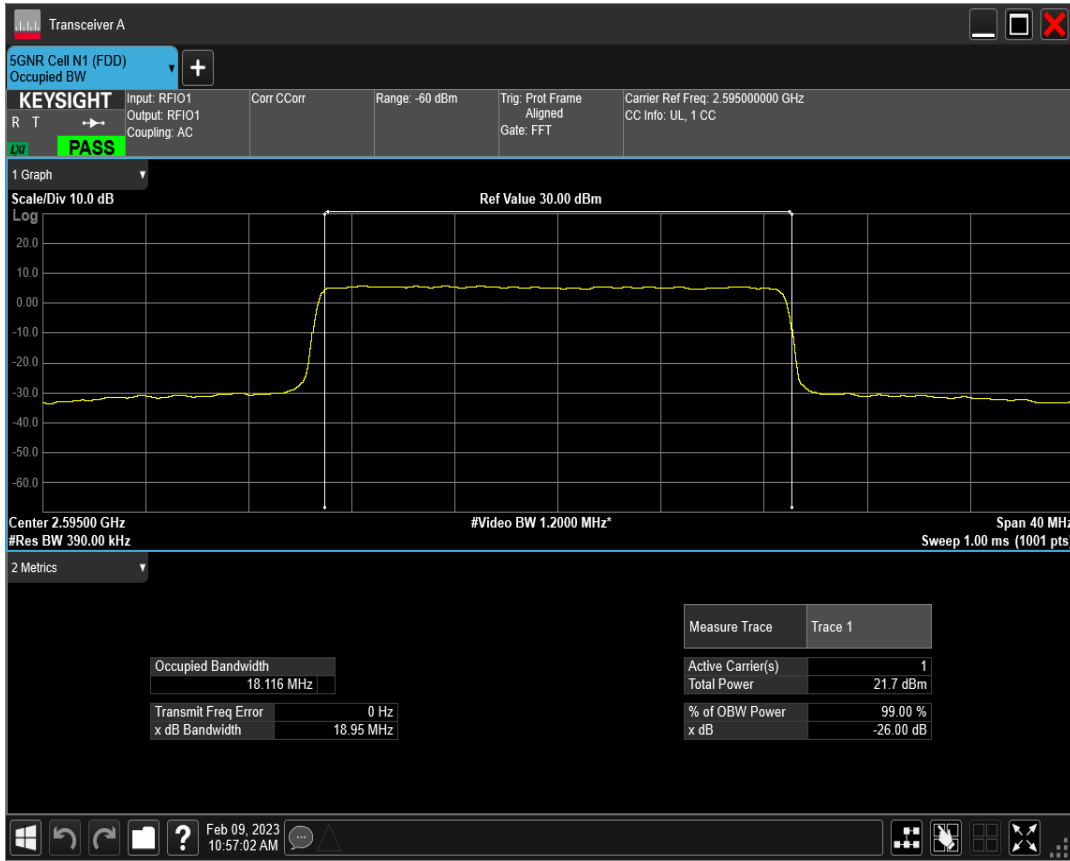 Transceiver A
5GNR Cell N1 (FDD)
Occupied BW
+
KEYSIGHT
R T
LXI
PASS
Input: RFIO1
Output: RFIO1
Coupling: AC
Corr CCorr
Range: -60 dBm
Trig: Prot Frame
Aligned
Gate: FFT
Carrier Ref Freq: 2.595000000 GHz
CC Info: UL, 1 CC
1 Graph
Scale/Div 10.0 dB
Ref Value 30.00 dBm
Log
20.0
10.0
0.00
-10.0
-20.0
-30.0
-40.0
-50.0
-60.0
Center 2.59500 GHz
#Video BW 1.2000 MHz*
Span 40 MHz
#Res BW 390.00 kHz
Sweep 1.00 ms (1001 pts)
2 Metrics
Measure Trace Trace 1
Occupied Bandwidth
18.116 MHz
Active Carrier(s) 1
Total Power 21.7 dBm
Transmit Freq Error 0 Hz
x dB Bandwidth 18.95 MHz
% of OBW Power 99.00 %
x dB -26.00 dB
?
Feb 09, 2023
10:57:02 AM